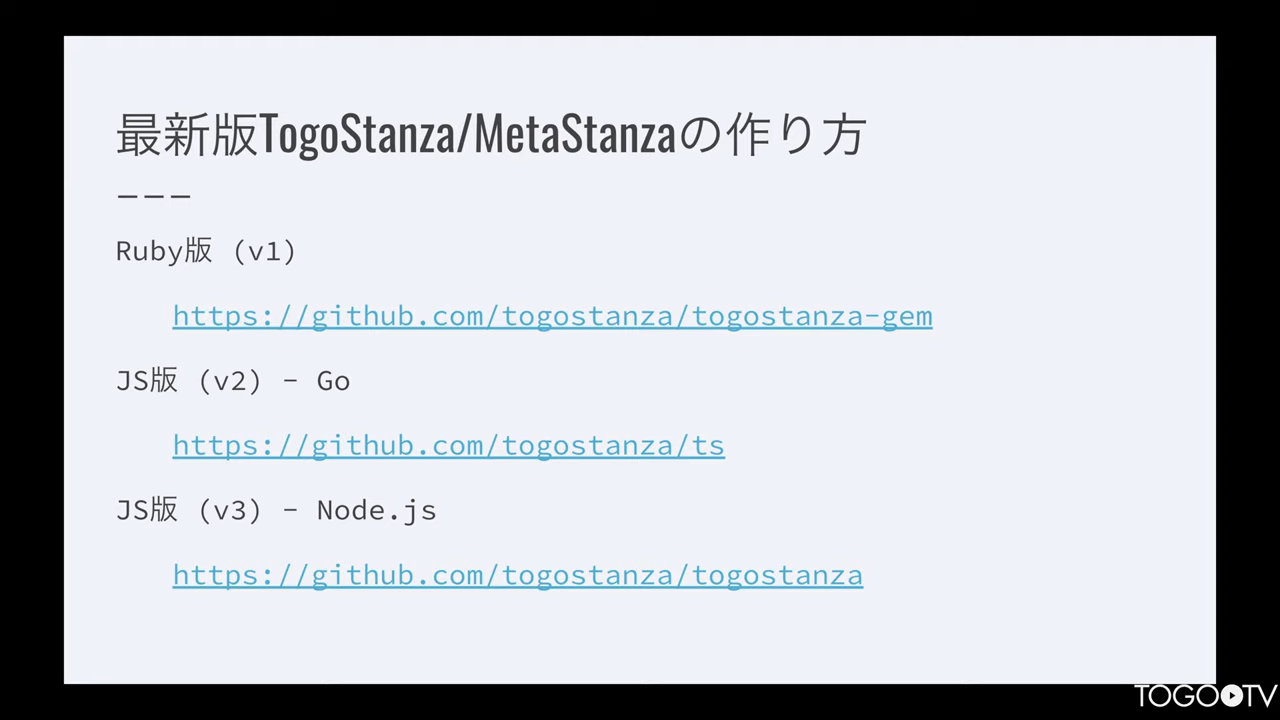 最新版TogoStanza/MetaStanzaの作り方
Ruby版 (v1)
https://github.com/togostanza/togostanza-gem
JS版 (v2) - Go
https://github.com/togostanza/ts
JS版 (v3) - Node.js
https://github.com/togostanza/togostanza
TOGOTV